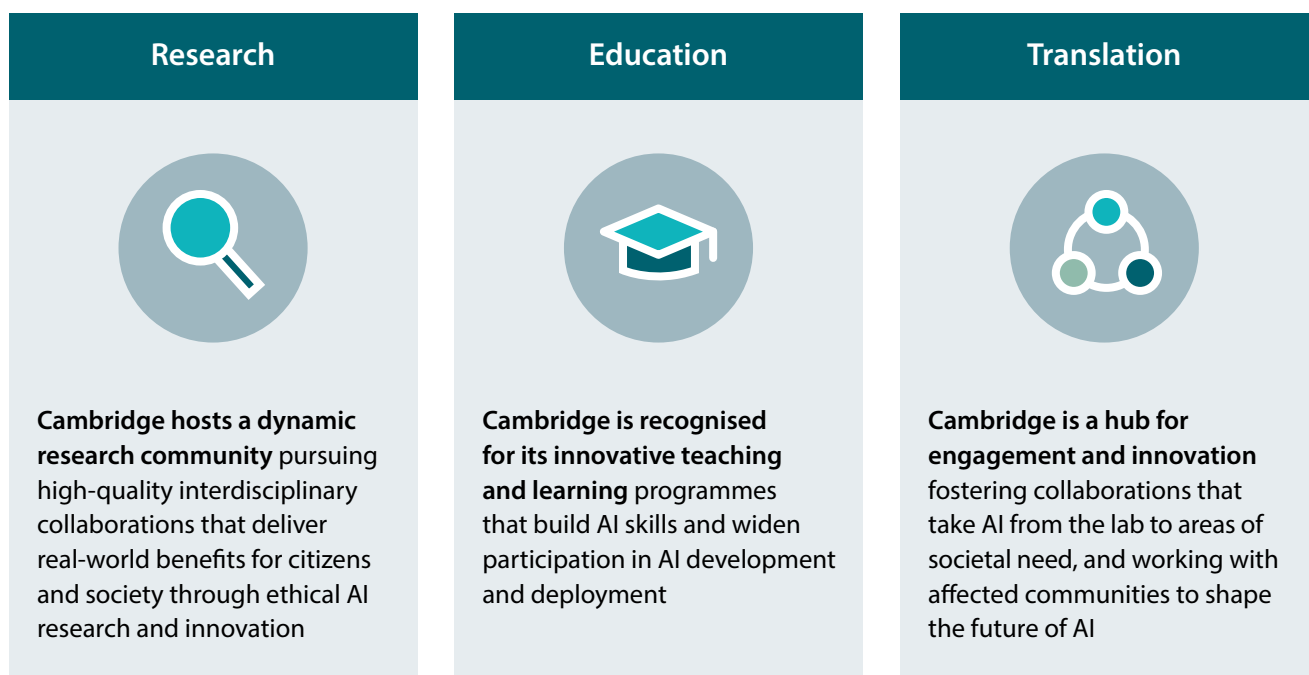 Research
Cambridge hosts a dynamic
research community pursuing
high-quality interdisciplinary
collaborations that deliver
real-world benefits for citizens
and society through ethical AI
research and innovation
Education
Cambridge is recognised
for its innovative teaching
and learning programmes
that build AI skills and widen
participation in AI development
and deployment
Translation
Cambridge is a hub for
engagement and innovation
fostering collaborations that
take AI from the lab to areas of
societal need, and working with
affected communities to shape
the future of AI